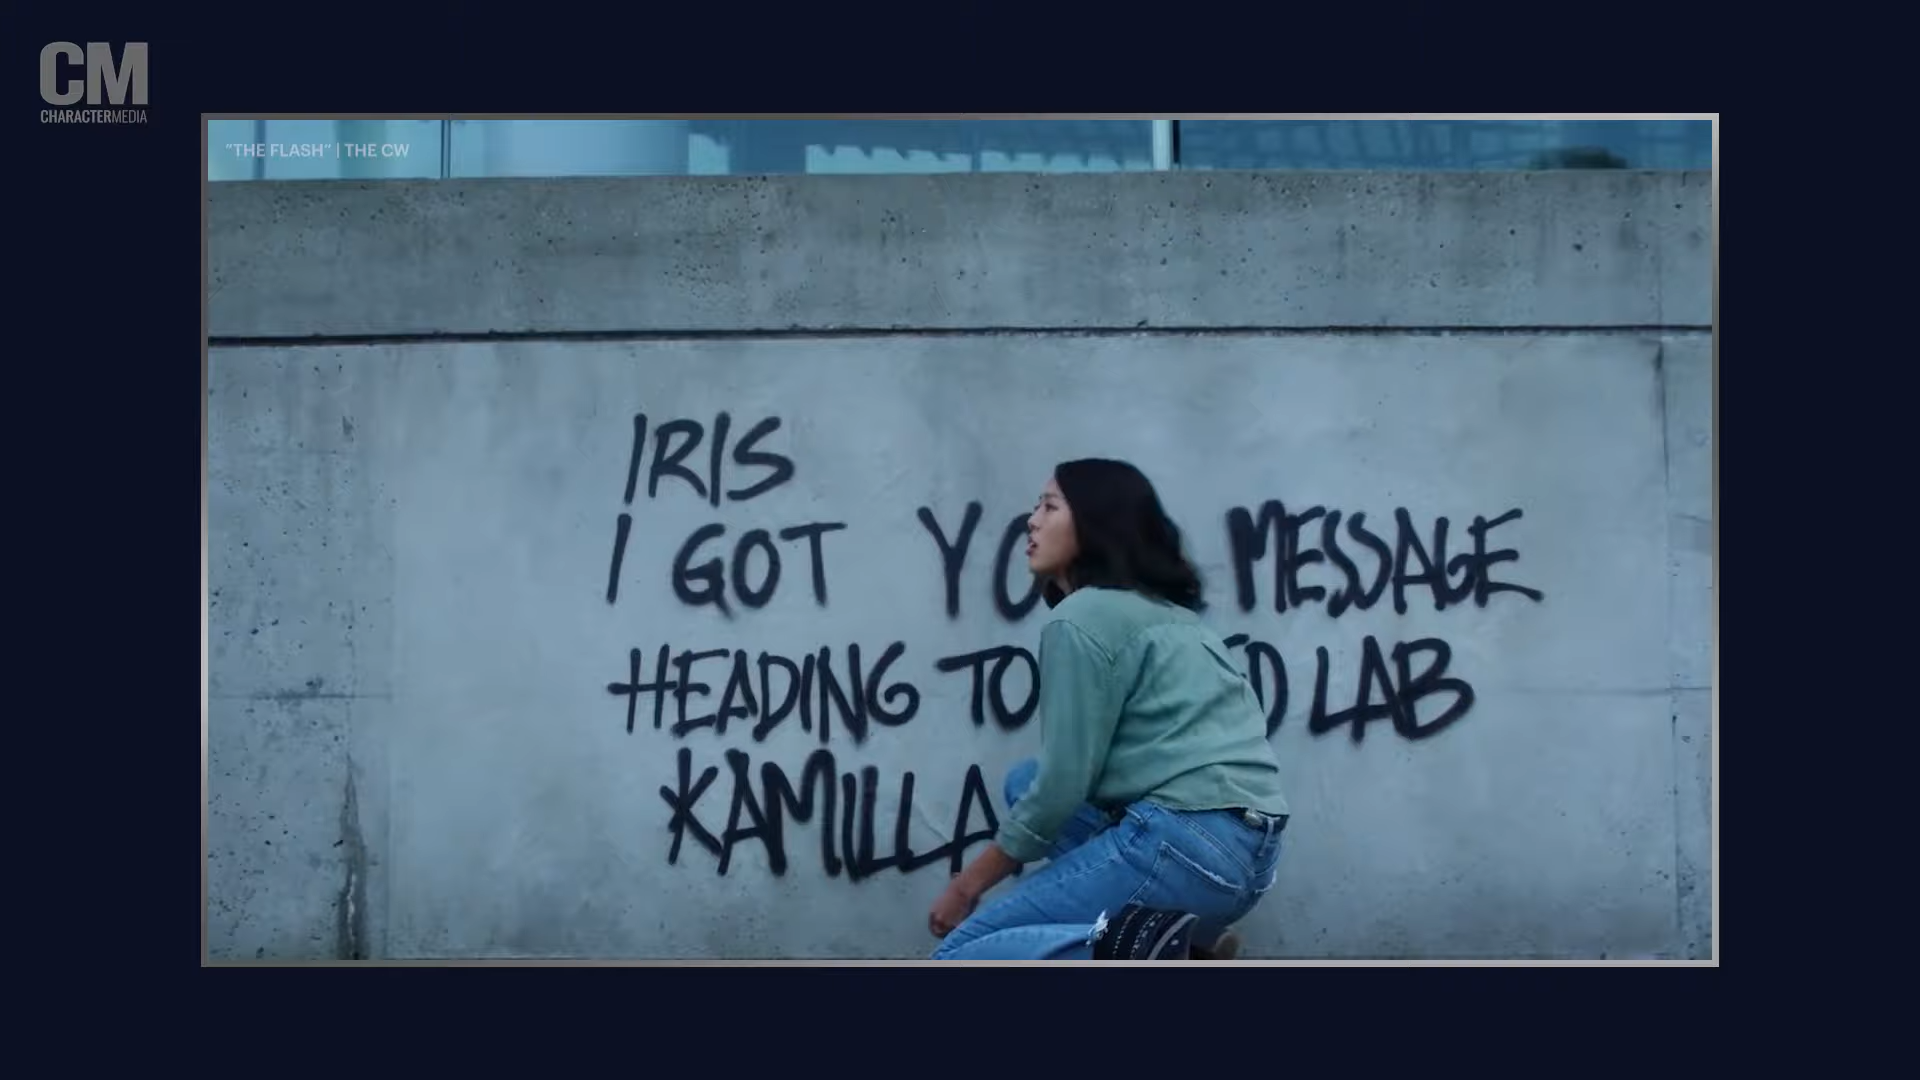 CM
CHARACTERMEDIA
"THE FLASH" | THE CW
IRIS
I GOT MESSAGE
HEADING TO LAB
KAMILLA